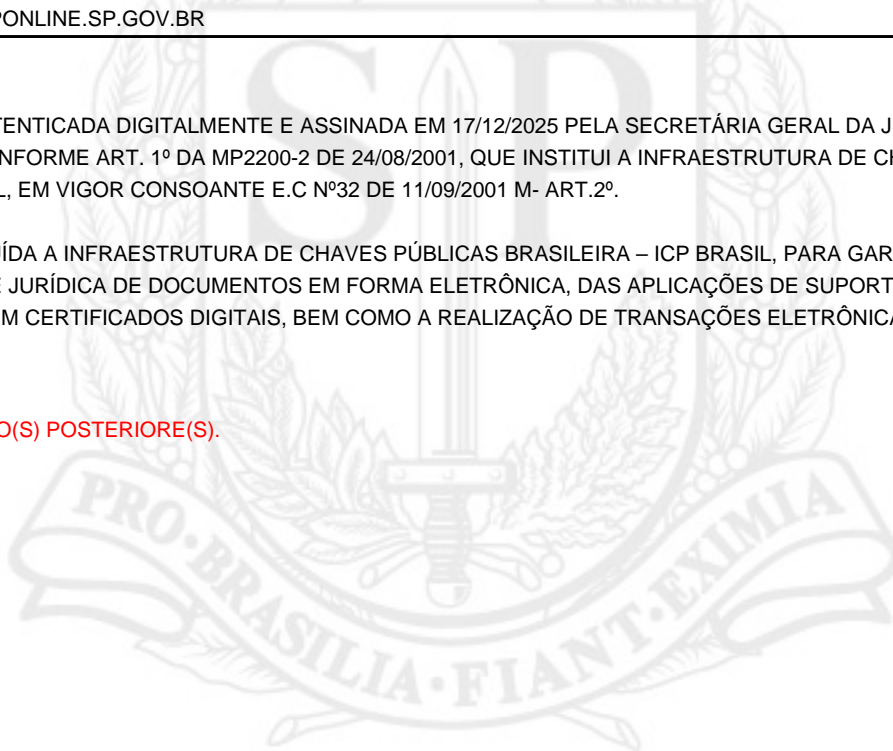 PONLINE.SP.GOV.BR
TENTICADA DIGITALMENTE E ASSINADA EM 17/12/2025 PELA SECRETÁRIA GERAL DA J
NFORME ART. 1º DA MP2200-2 DE 24/08/2001, QUE INSTITUI A INFRAESTRUTURA DE CH
L, EM VIGOR CONSOANTE E.C Nº32 DE 11/09/2001 M- ART.2º.
UÍDA A INFRAESTRUTURA DE CHAVES PÚBLICAS BRASILEIRA – ICP BRASIL, PARA GAR
E JURÍDICA DE DOCUMENTOS EM FORMA ELETRÔNICA, DAS APLICAÇÕES DE SUPORT
EM CERTIFICADOS DIGITAIS, BEM COMO A REALIZAÇÃO DE TRANSAÇÕES ELETRÔNICA
O(S) POSTERIORE(S).
SP
PRO•BRASILIA•FIANT•EXIMIA